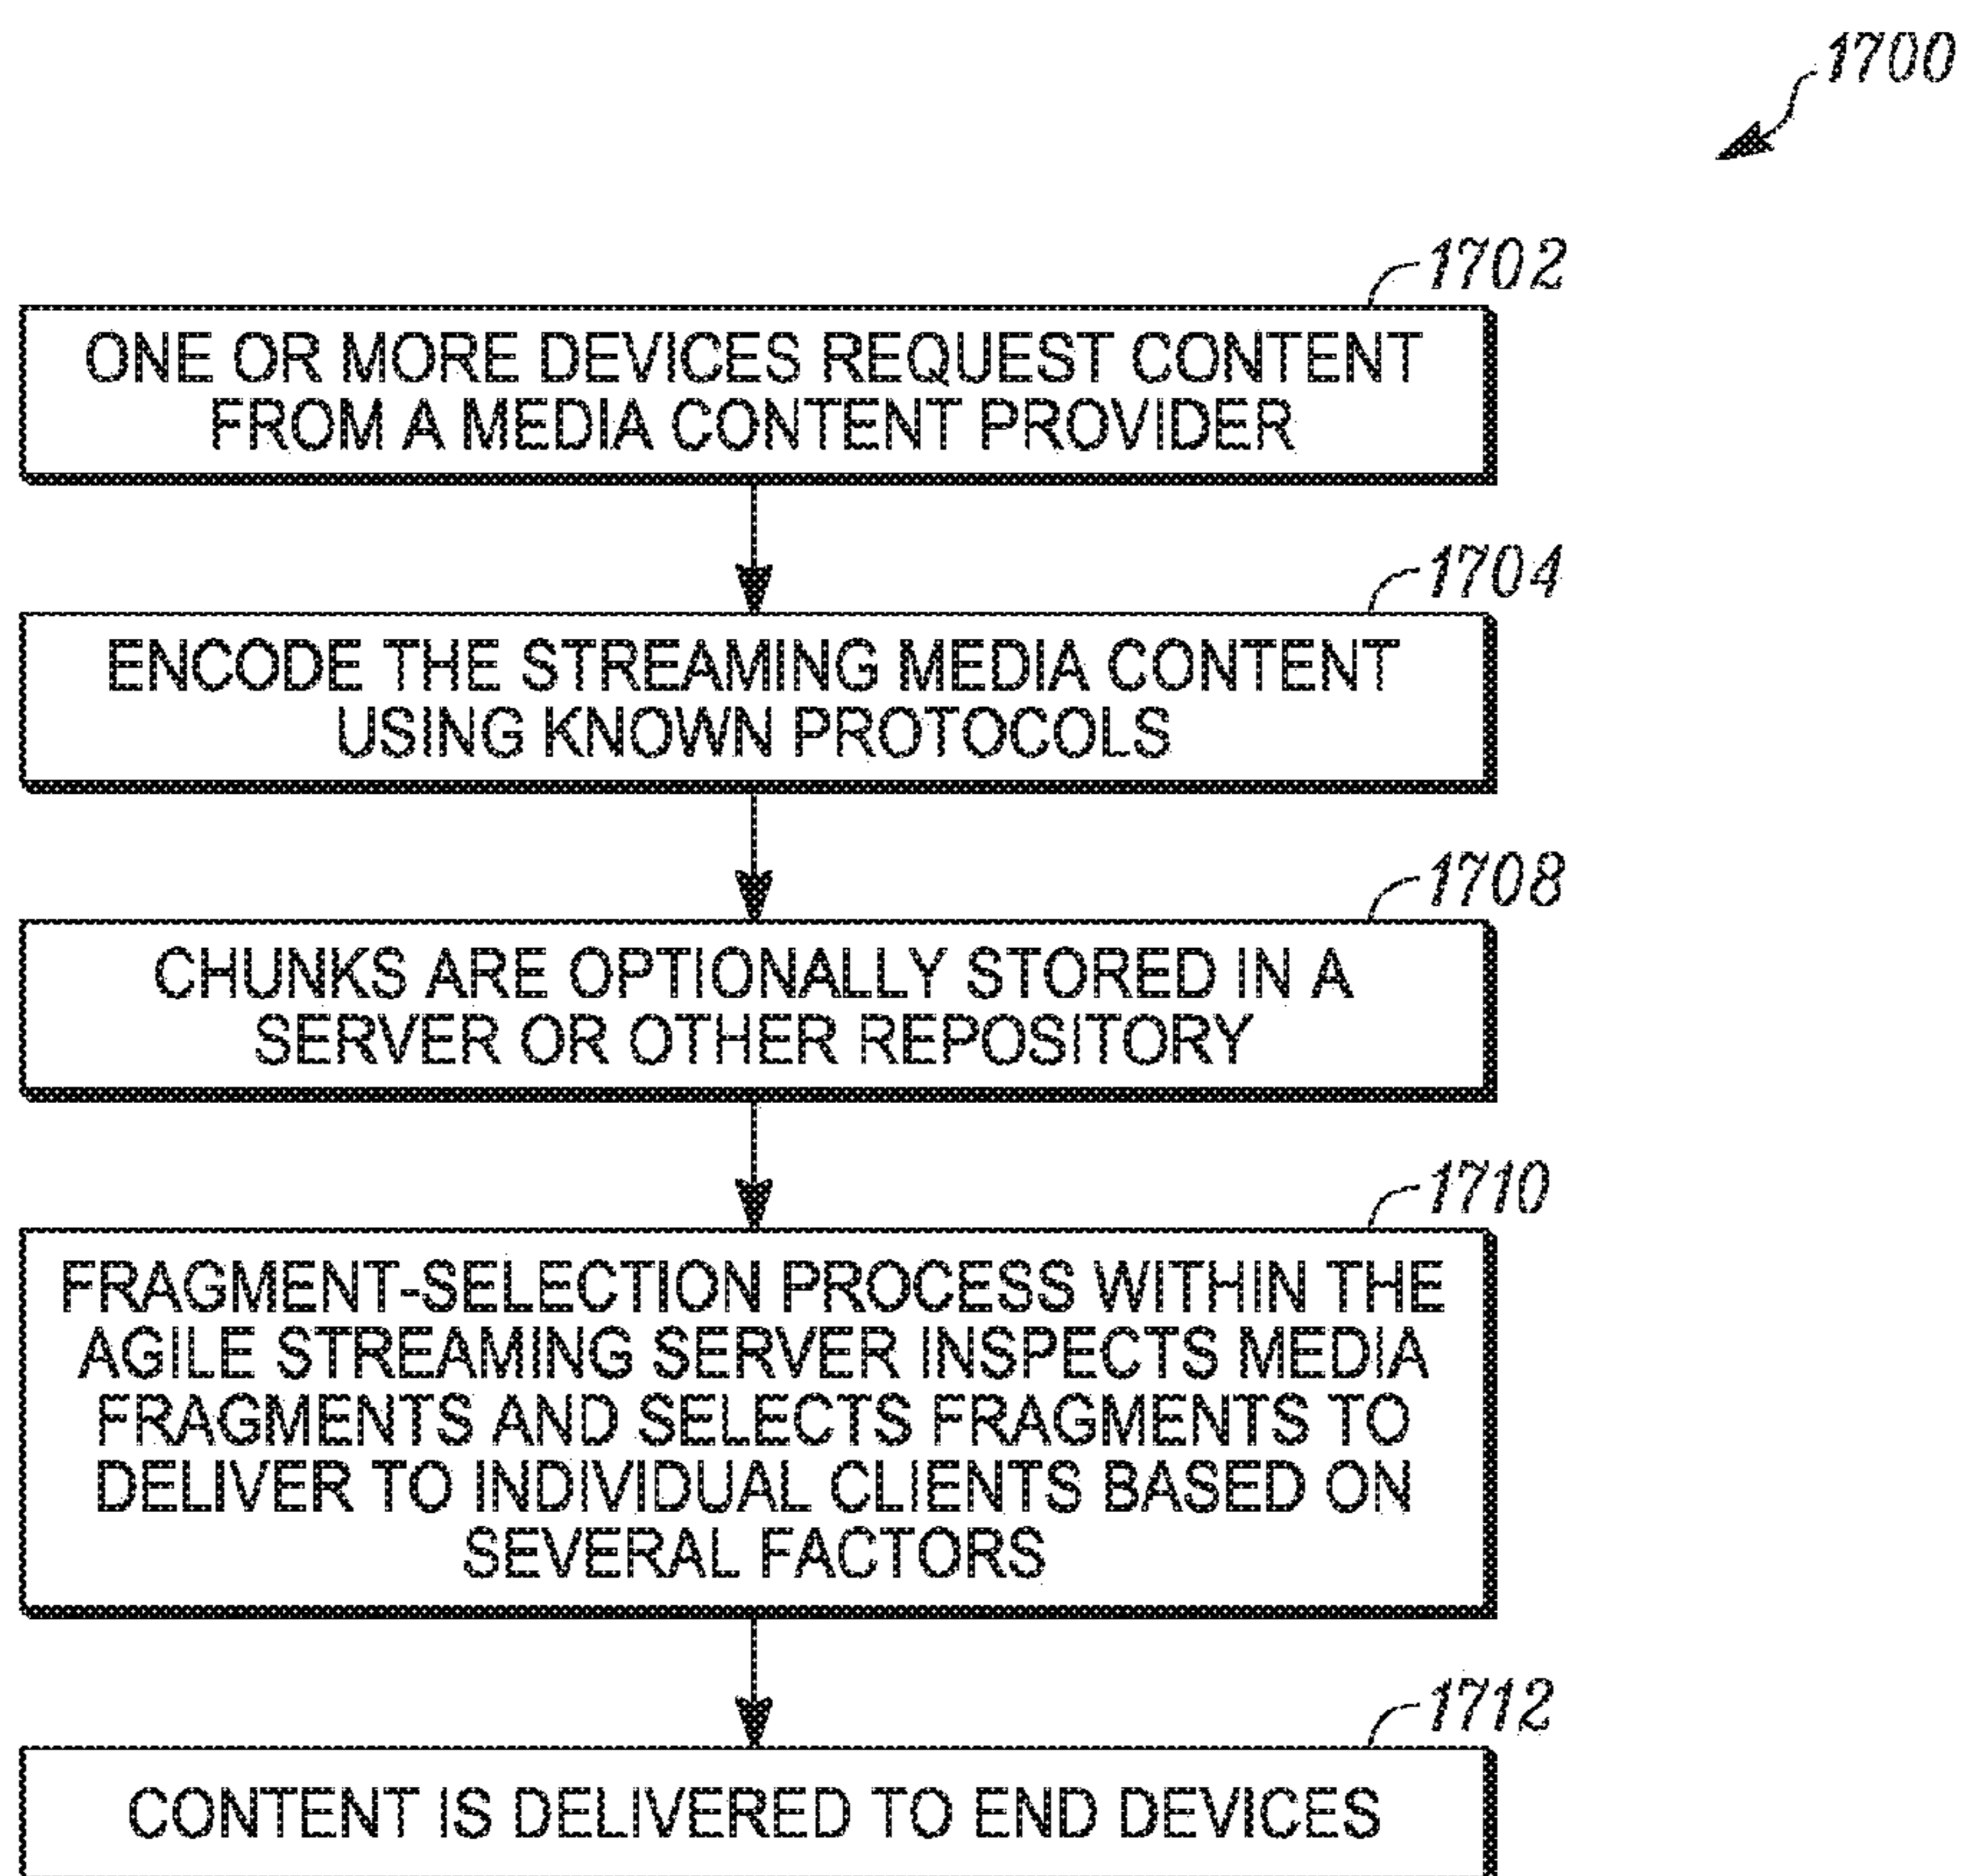 1700
1702
ONE OR MORE DEVICES REQUEST CONTENT
FROM A MEDIA CONTENT PROVIDER
1704
ENCODE THE STREAMING MEDIA CONTENT
USING KNOWN PROTOCOLS
1708
CHUNKS ARE OPTIONALLY STORED IN A
SERVER OR OTHER REPOSITORY
1710
FRAGMENT-SELECTION PROCESS WITHIN THE
AGILE STREAMING SERVER INSPECTS MEDIA
FRAGMENTS AND SELECTS FRAGMENTS TO
DELIVER TO INDIVIDUAL CLIENTS BASED ON
SEVERAL FACTORS
1712
CONTENT IS DELIVERED TO END DEVICES